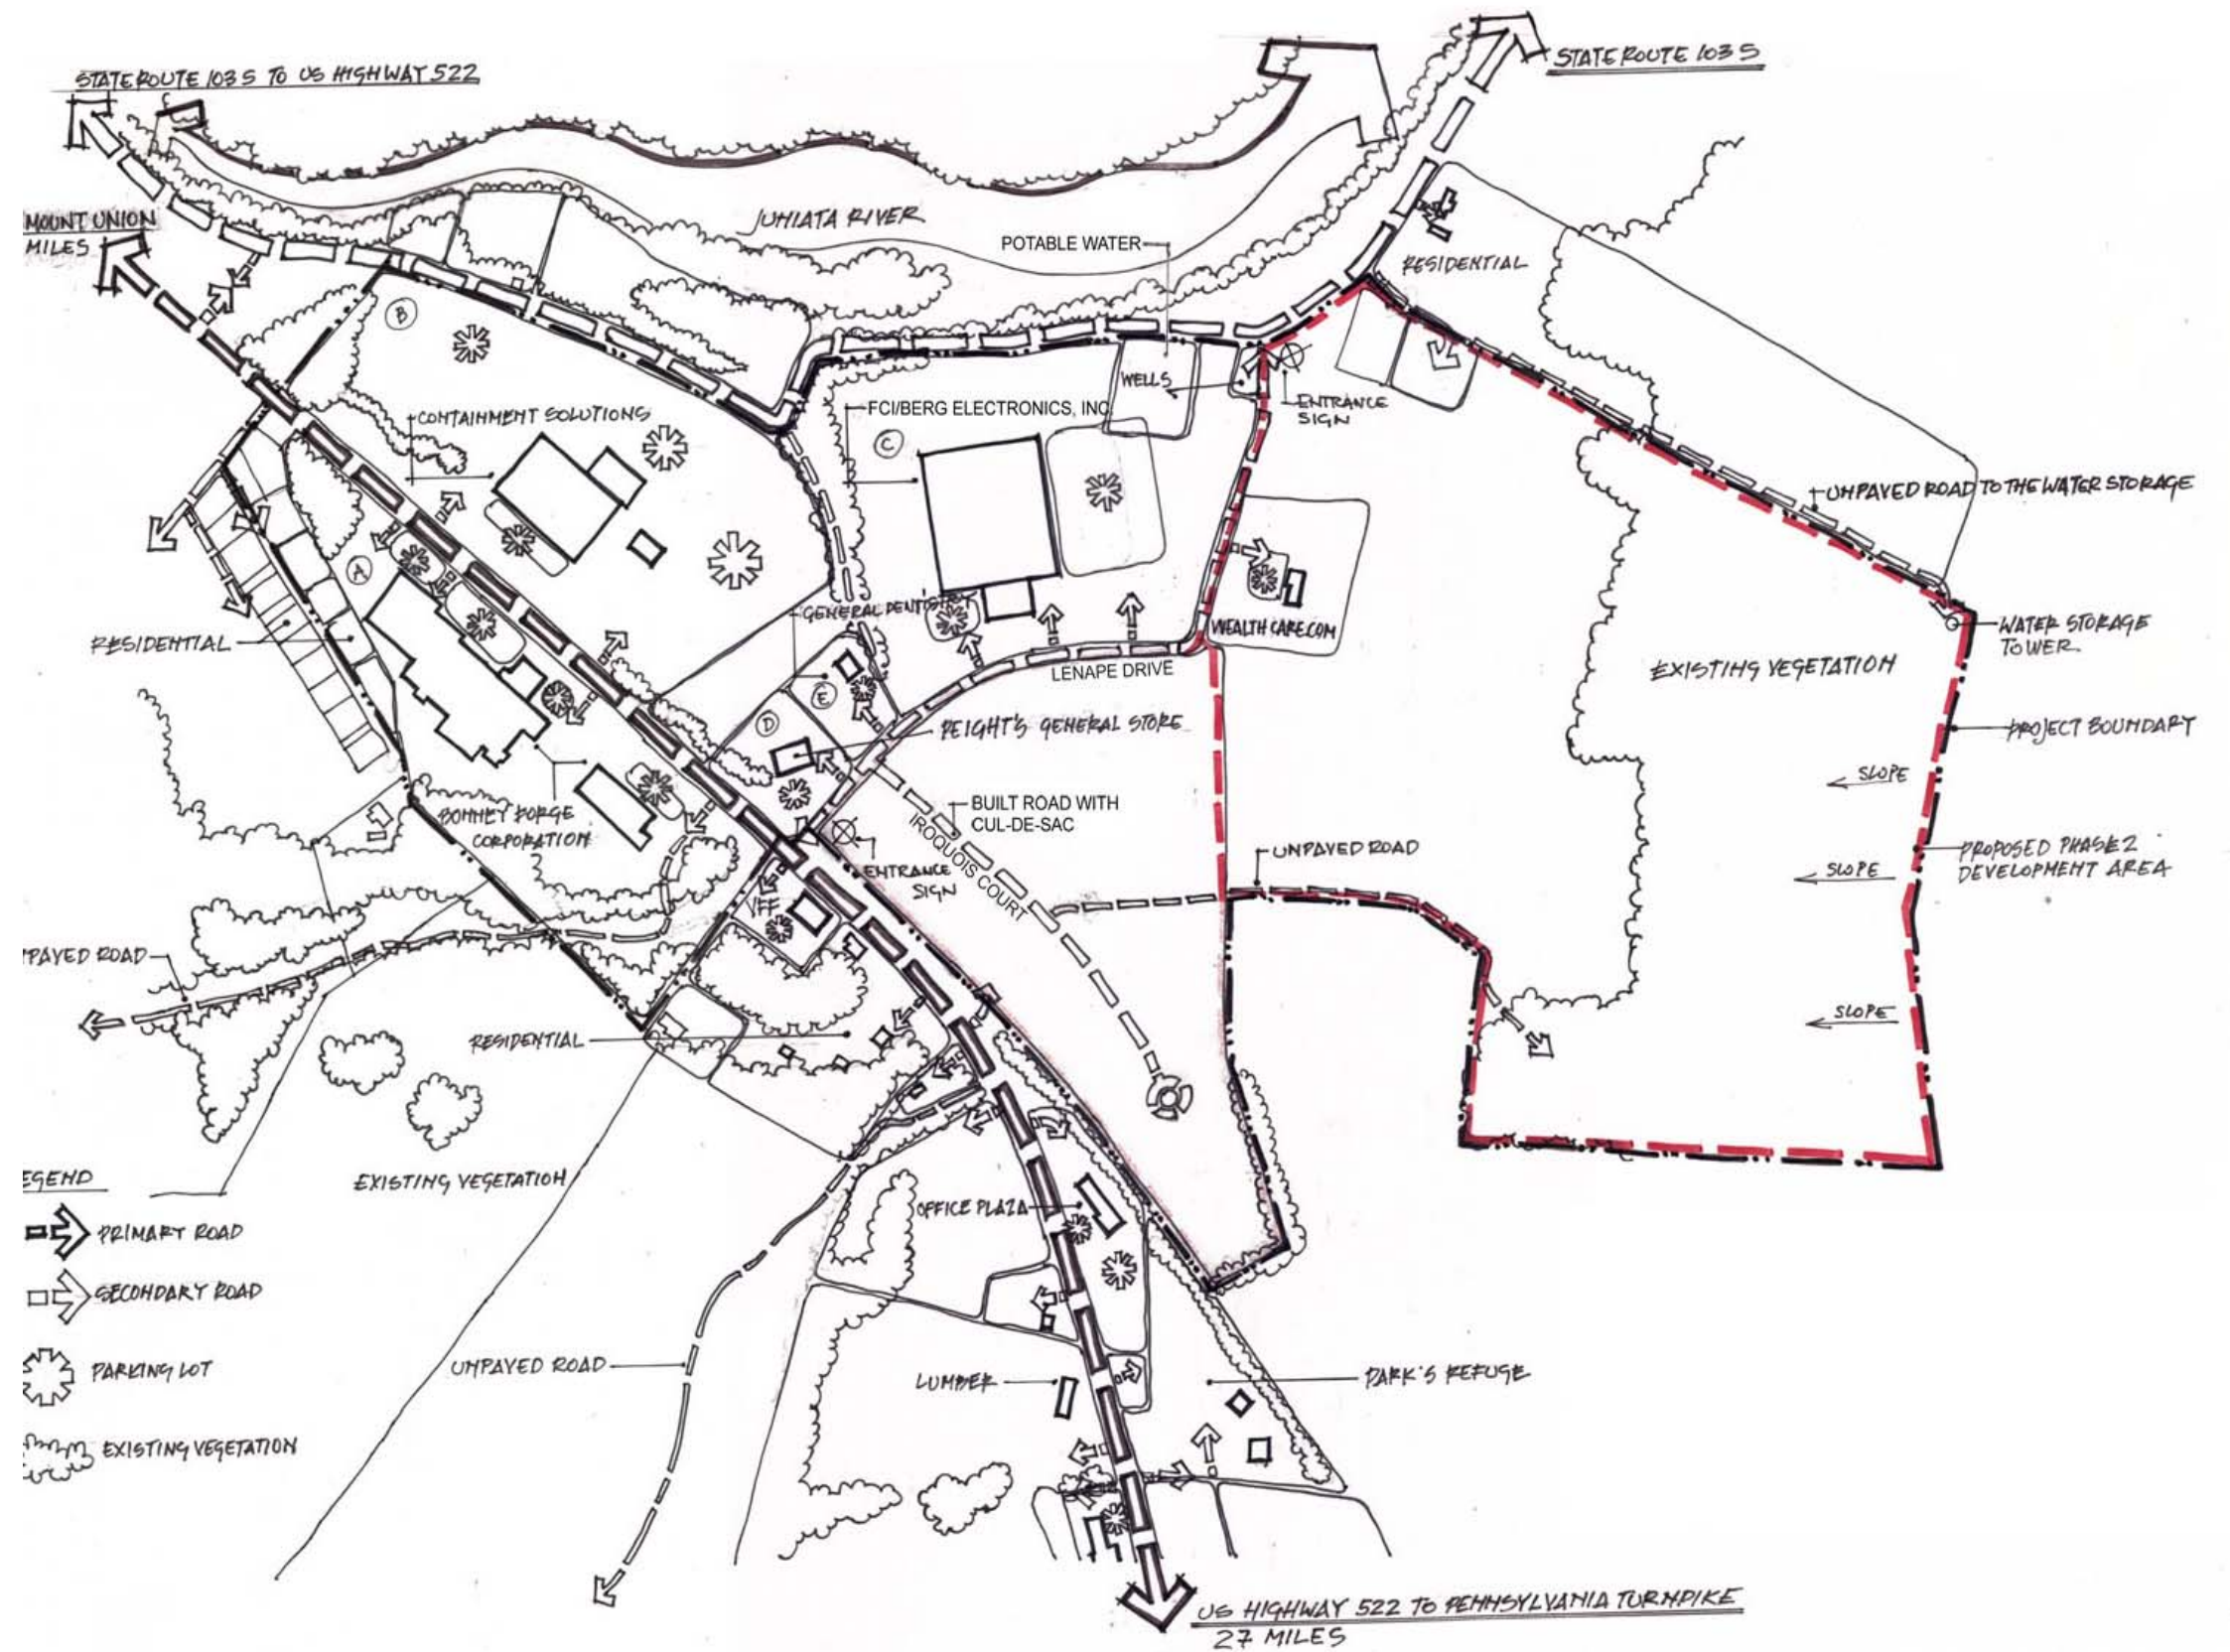 STATE ROUTE 103 S TO US HIGHWAY 522
STATE ROUTE 103 S
MOUNT UNION
MILES
JUNIATA RIVER
POTABLE WATER
RESIDENTIAL
B
WELLS
ENTRANCE
SIGN
CONTAINMENT SOLUTIONS
FCI/BERG ELECTRONICS, INC.
C
UNPAVED ROAD TO THE WATER STORAGE
A
GENERAL DENTISTRY
WEALTH CARE.COM
WATER STORAGE
TOWER
RESIDENTIAL
LENAPE DRIVE
EXISTING VEGETATION
E
D
PEIGHT'S GENERAL STORE
PROJECT BOUNDARY
SLOPE
BUILT ROAD WITH
CUL-DE-SAC
BONNEY FORGE
CORPORATION
IROQUOIS COURT
UNPAVED ROAD
PROPOSED PHASE 2
DEVELOPMENT AREA
SLOPE
ENTRANCE
SIGN
PAVED ROAD
SLOPE
RESIDENTIAL
EGEND
EXISTING VEGETATION
OFFICE PLAZA
PRIMARY ROAD
SECONDARY ROAD
PARKING LOT
UNPAVED ROAD
LUMBER
PARK'S REFUGE
EXISTING VEGETATION
US HIGHWAY 522 TO PENNSYLVANIA TURNPIKE
27 MILES